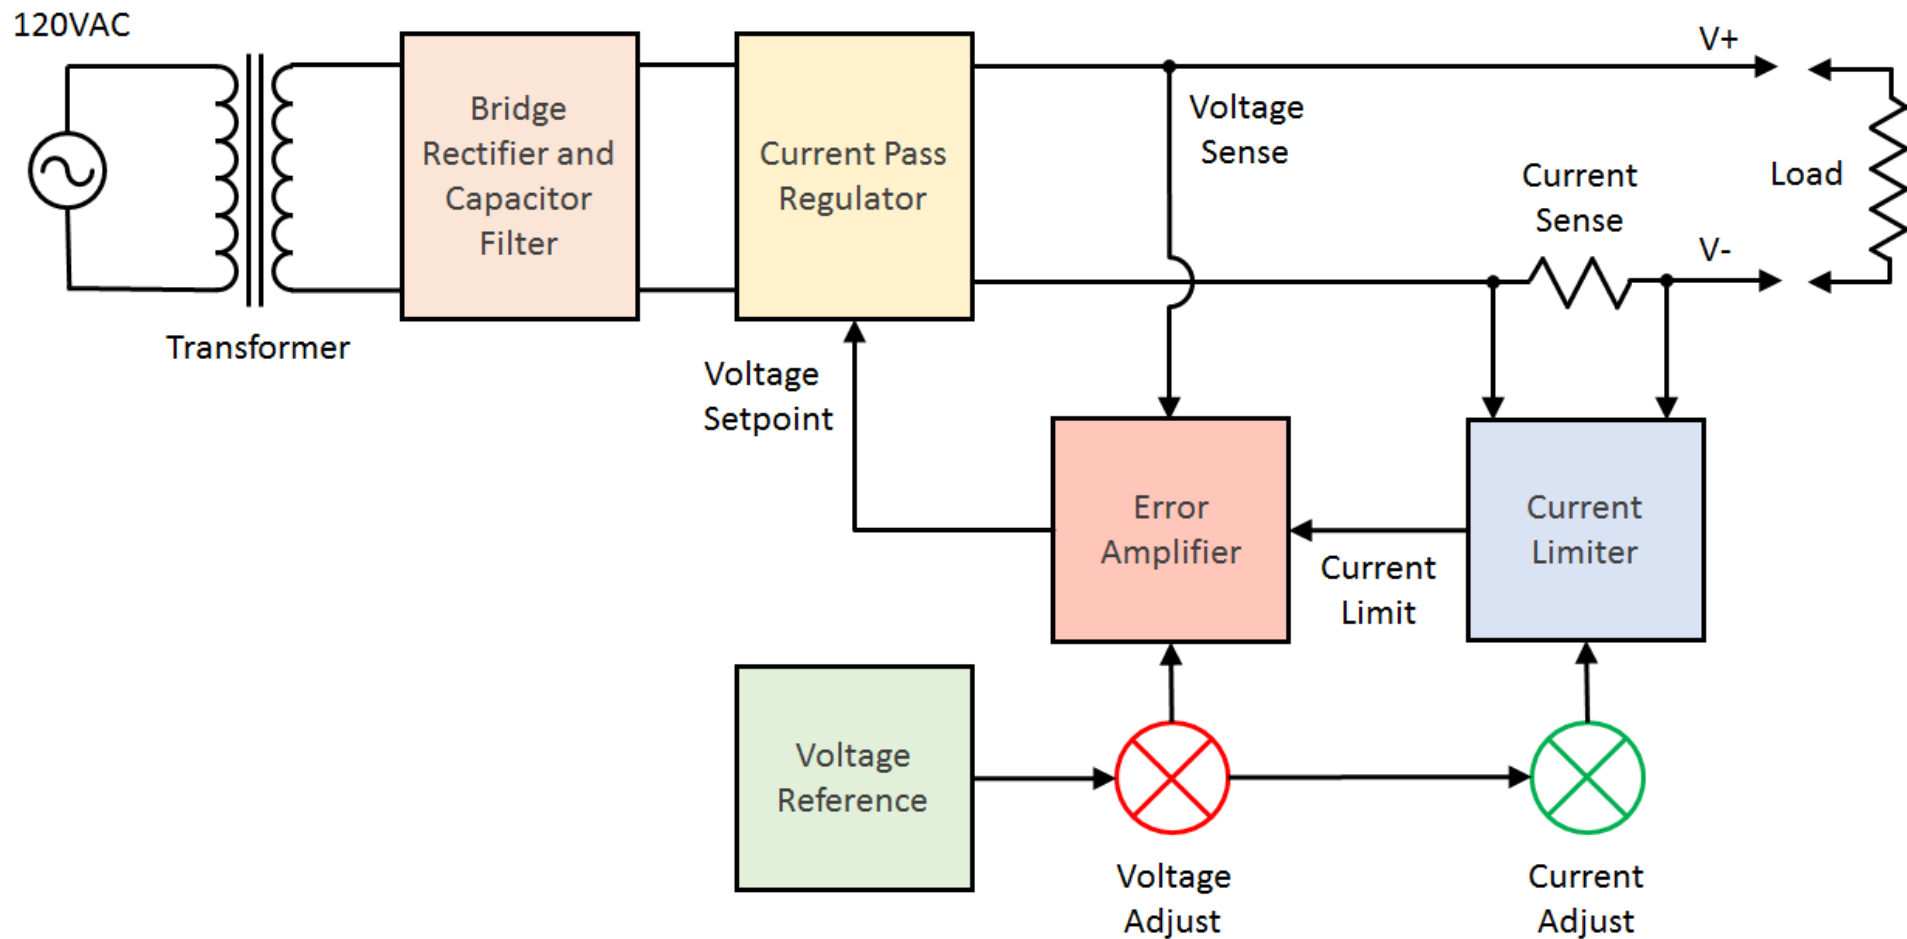 120VAC
Transformer
Bridge
Rectifier and
Capacitor
Filter
Current Pass
Regulator
Voltage
Sense
Current
Sense
V+
V-
Load
Voltage
Setpoint
Error
Amplifier
Current
Limit
Current
Limiter
Voltage
Reference
Voltage
Adjust
Current
Adjust